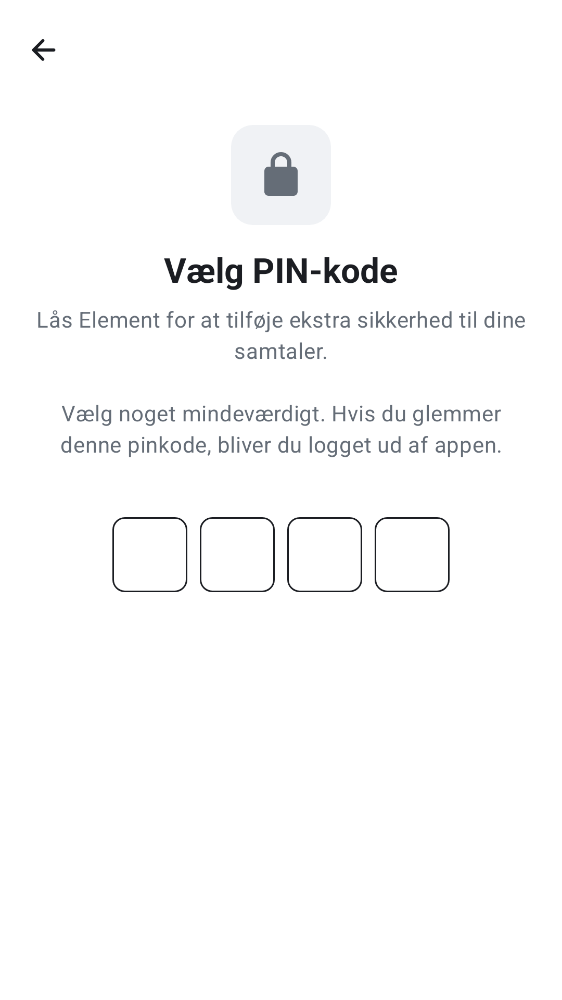 Vælg PIN-kode
Lås Element for at tilføje ekstra sikkerhed til dine
samtaler.
Vælg noget mindeværdigt. Hvis du glemmer
denne pinkode, bliver du logget ud af appen.